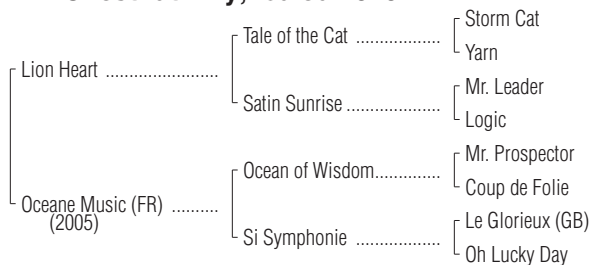 Storm Cat
Tale of the Cat ...................
Yarn
Lion Heart .........................
Mr. Leader
Satin Sunrise .....................
Logic
Mr. Prospector
Ocean of Wisdom...................
Coup de Folie
Oceane Music (FR) ..........
(2005)
Le Glorieux (GB)
Si Symphonie ....................
Oh Lucky Day